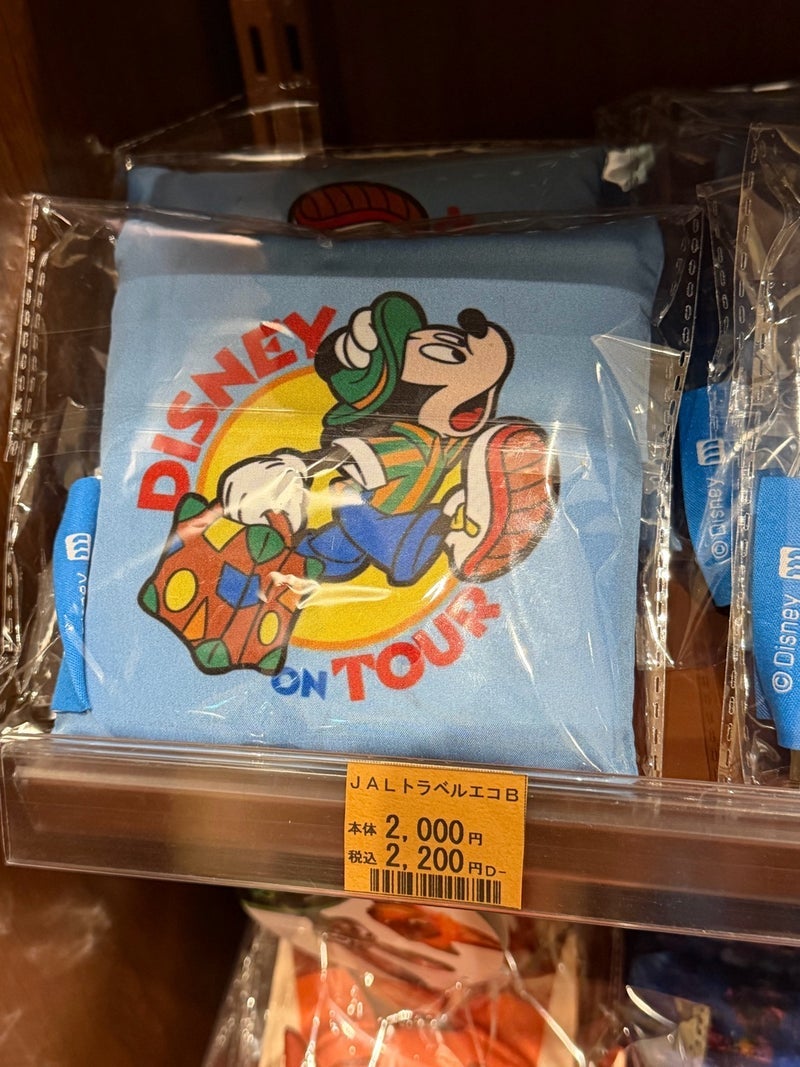 DISNEY
ON TOUR
© Disney
© Disney
JALトラベルエコB
本体 2,000円
税込 2,200円D-